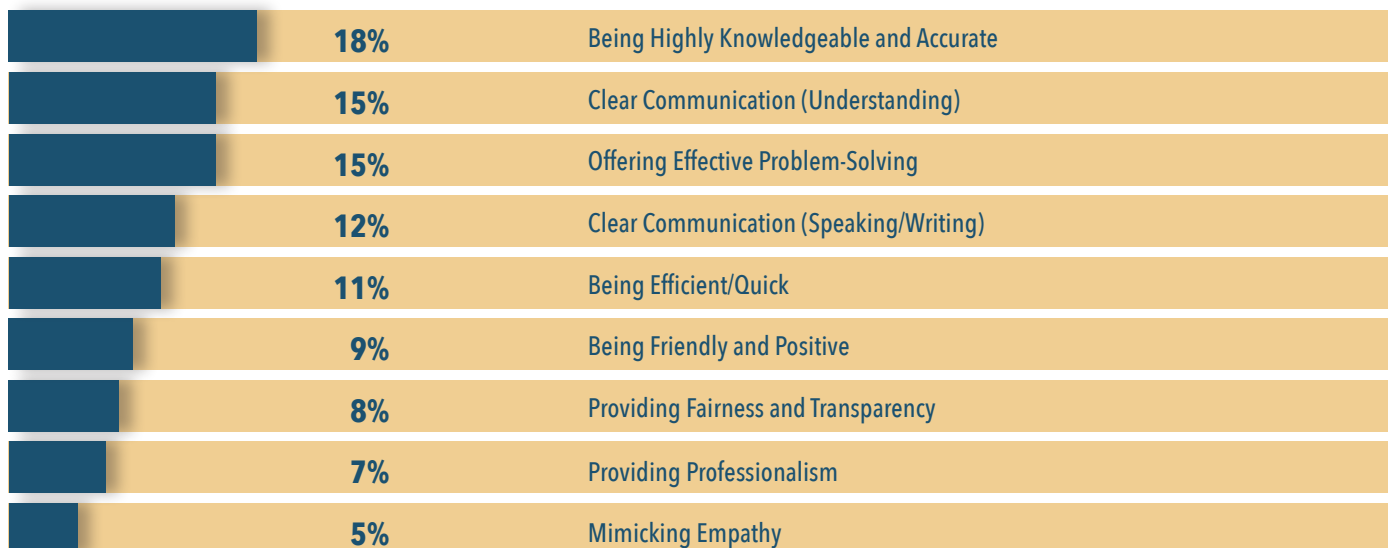 18% Being Highly Knowledgeable and Accurate
15% Clear Communication (Understanding)
15% Offering Effective Problem-Solving
12% Clear Communication (Speaking/Writing)
11% Being Efficient/Quick
9% Being Friendly and Positive
8% Providing Fairness and Transparency
7% Providing Professionalism
5% Mimicking Empathy